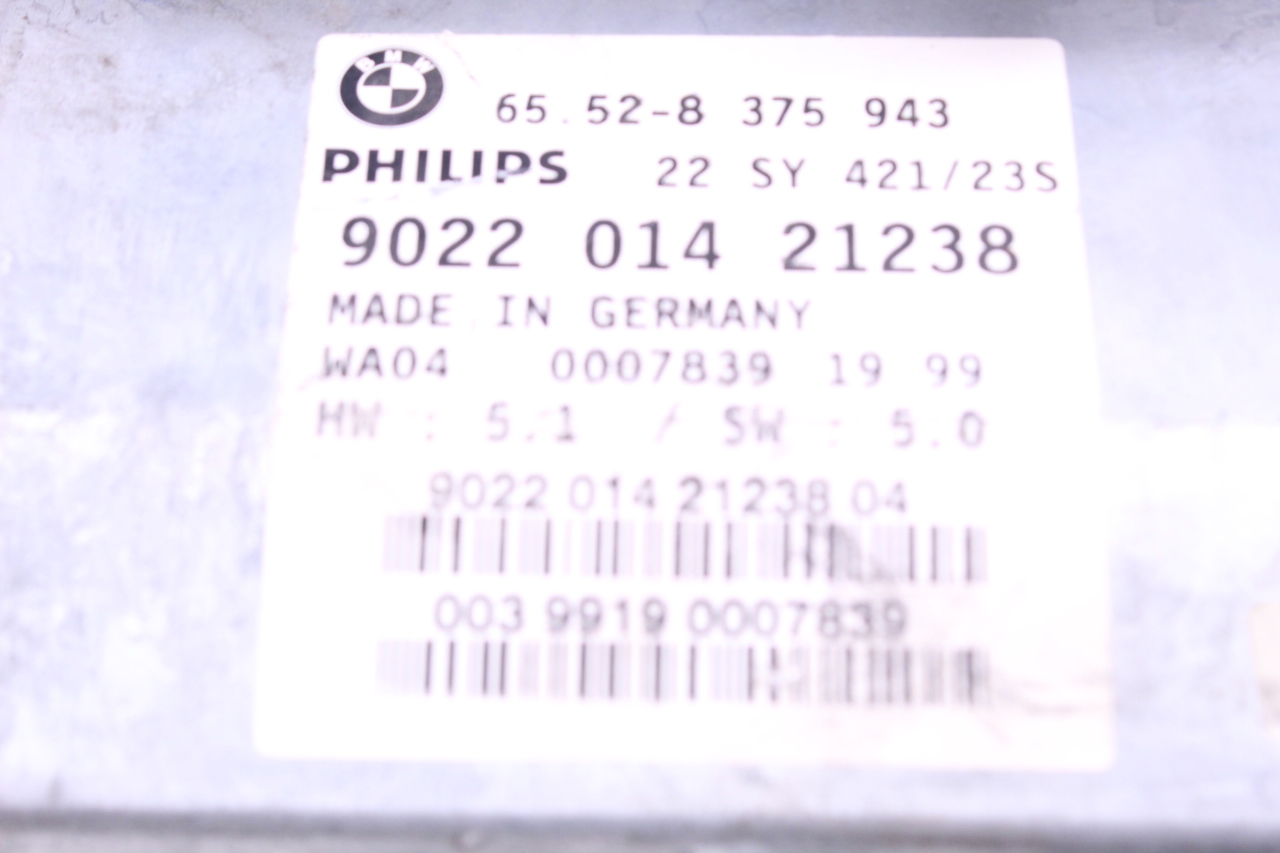 BMW
65.52-8 375 943
PHILIPS 22 SY 421/23S
9022 014 21238
MADE IN GERMANY
WA04 0007839 19 99
HW : 5.1 / SW : 5.0
9022 014 21238 04
003 9919 0007839